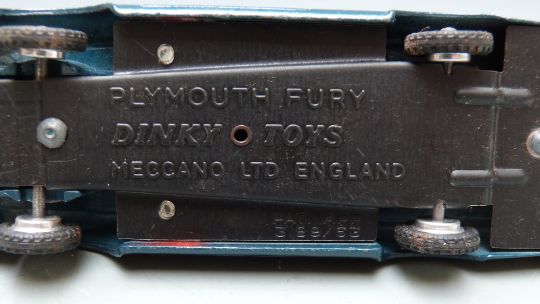 PLYMOUTH FURY
DINKY TOYS
MECCANO LTD ENGLAND